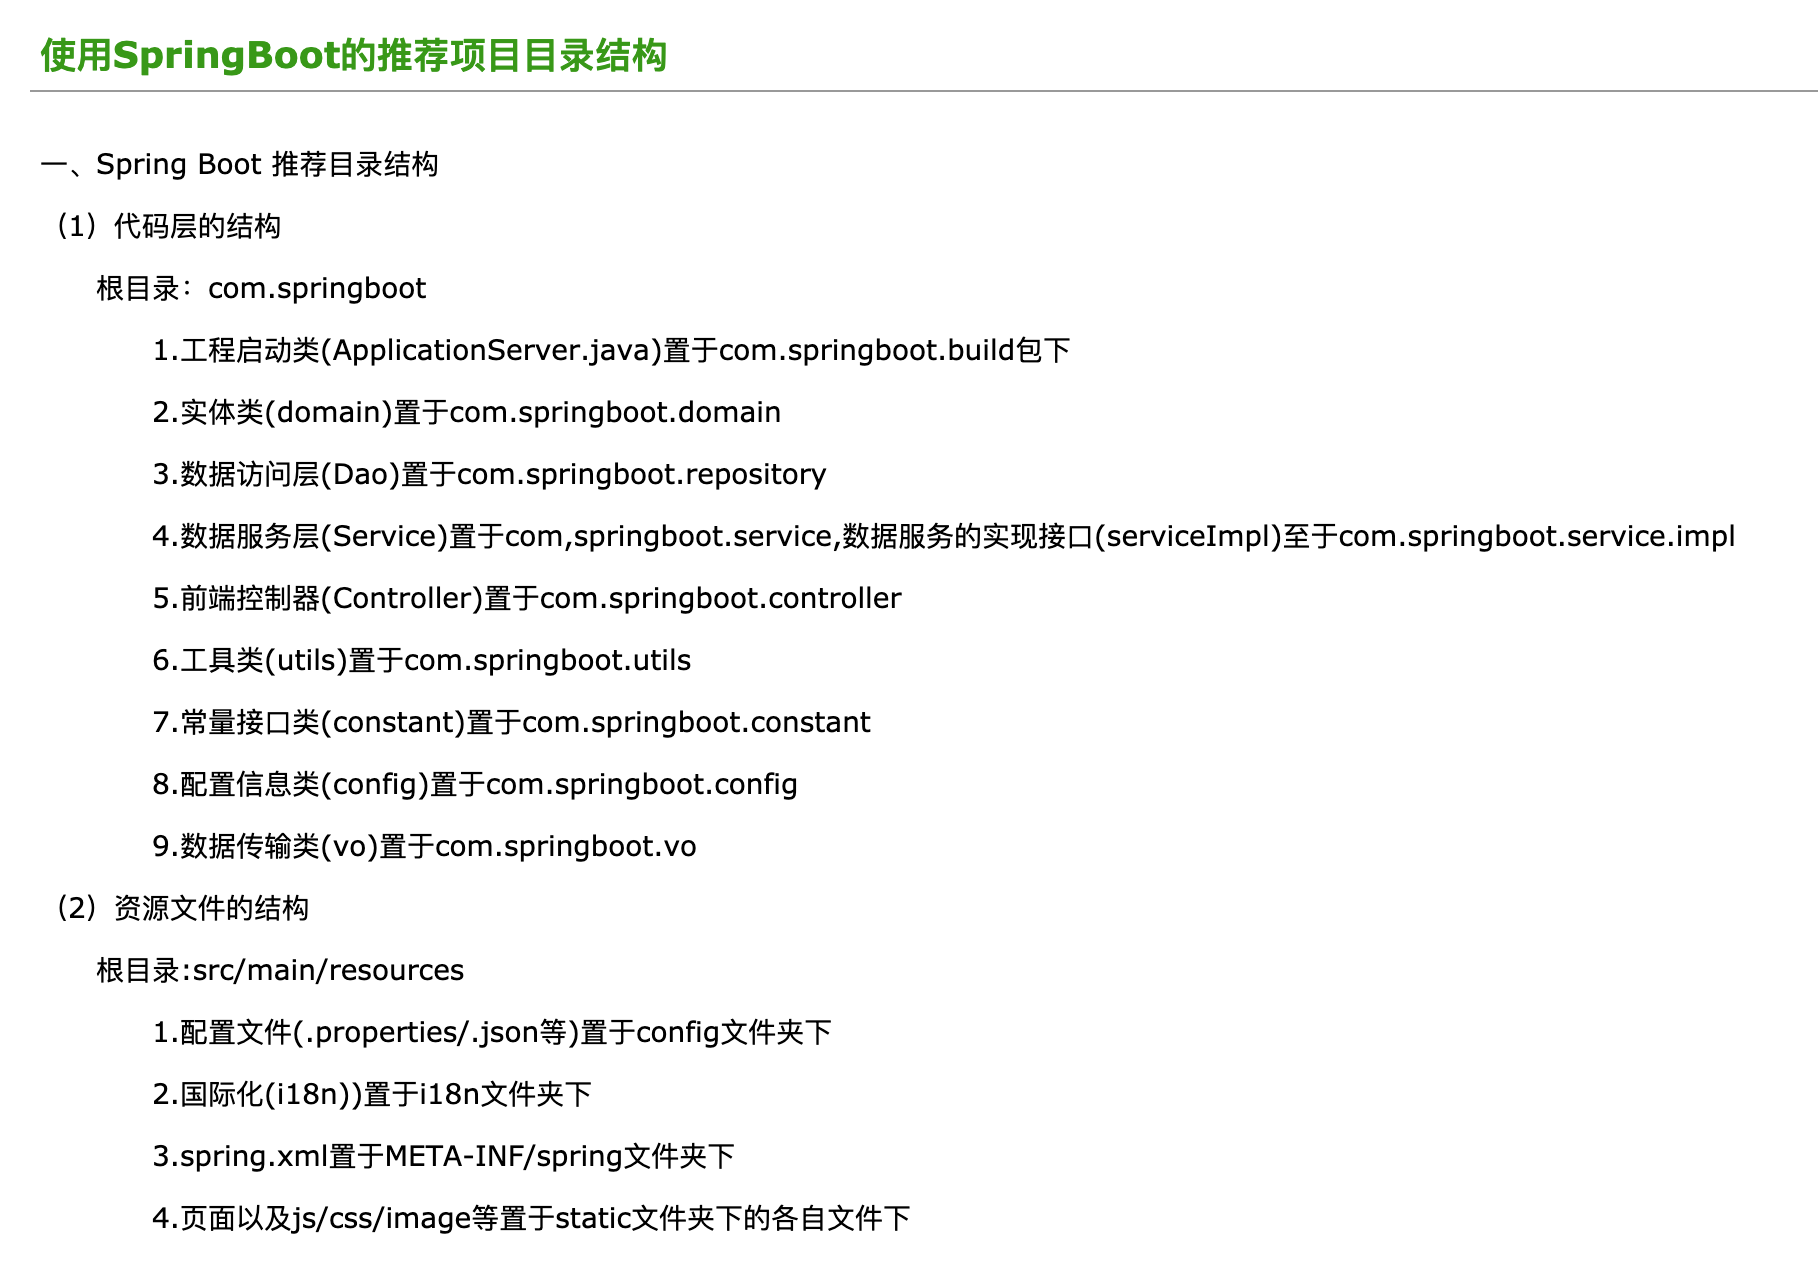 使用SpringBoot的推荐项目目录结构
一、Spring Boot 推荐目录结构
（1）代码层的结构
根目录：com.springboot
1.工程启动类(ApplicationServer.java)置于com.springboot.build包下
2.实体类(domain)置于com.springboot.domain
3.数据访问层(Dao)置于com.springboot.repository
4.数据服务层(Service)置于com,springboot.service,数据服务的实现接口(serviceImpl)至于com.springboot.service.impl
5.前端控制器(Controller)置于com.springboot.controller
6.工具类(utils)置于com.springboot.utils
7.常量接口类(constant)置于com.springboot.constant
8.配置信息类(config)置于com.springboot.config
9.数据传输类(vo)置于com.springboot.vo
（2）资源文件的结构
根目录:src/main/resources
1.配置文件(.properties/.json等)置于config文件夹下
2.国际化(i18n))置于i18n文件夹下
3.spring.xml置于META-INF/spring文件夹下
4.页面以及js/css/image等置于static文件夹下的各自文件下